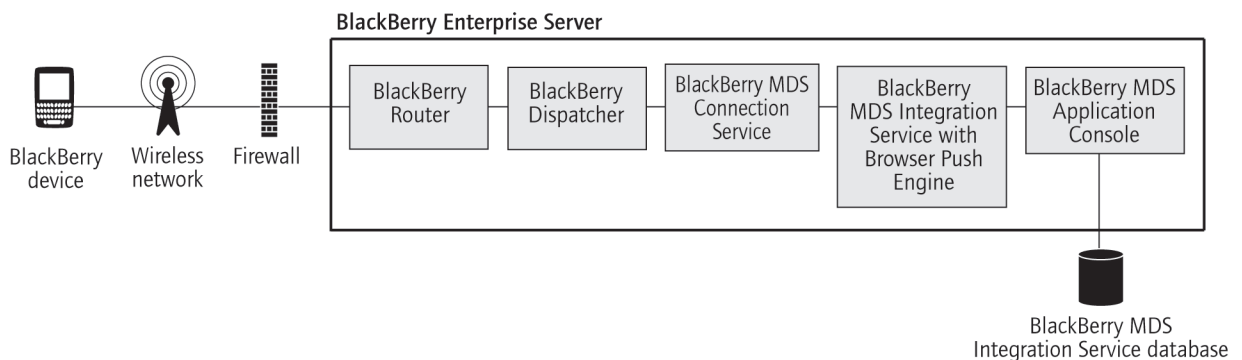 BlackBerry Enterprise Server
BlackBerry
device
Wireless
network
Firewall
BlackBerry
Router
BlackBerry
Dispatcher
BlackBerry MDS
Connection
Service
BlackBerry
MDS Integration
Service with
Browser Push
Engine
BlackBerry MDS
Application
Console
BlackBerry MDS
Integration Service database